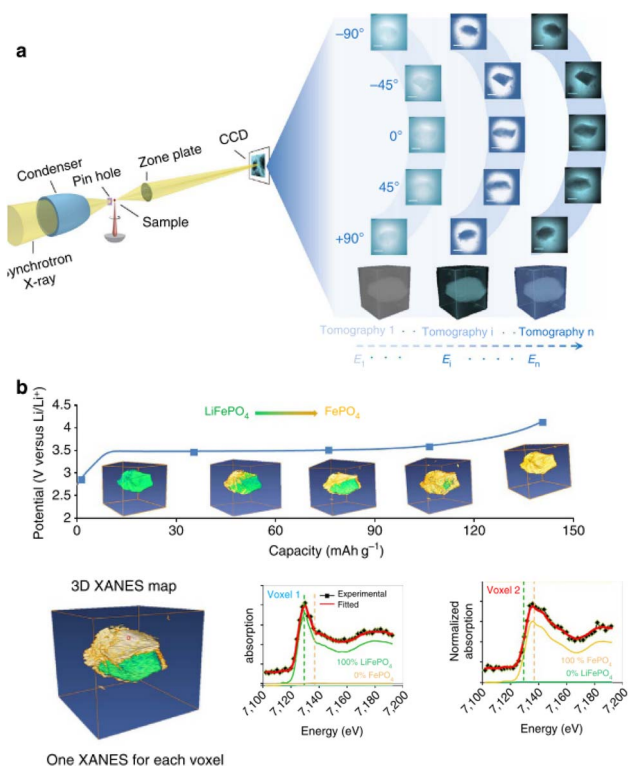 a
−90°
−45°
0°
45°
+90°
CCD
Zone plate
Condenser
Pin hole
Sample
ynchrotron
X-ray
Tomography 1 · · Tomography i · · Tomography n
E1 · · · · Ei · · · · · En
b
LiFePO4 FePO4
Potential (V versus Li/Li+)
4.5
4
3.5
3
2.5
2
0 30 60 90 120 150
Capacity (mAh g–1)
3D XANES map
One XANES for each voxel
Voxel 1
Experimental
Fitted
absorption
100% LiFePO4
0% FePO4
7,100 7,120 7,140 7,160 7,180 7,200
Energy (eV)
Voxel 2
Normalized
absorption
100 % FePO4
0% LiFePO4
7,100 7,120 7,140 7,160 7,180 7,200
Energy (eV)